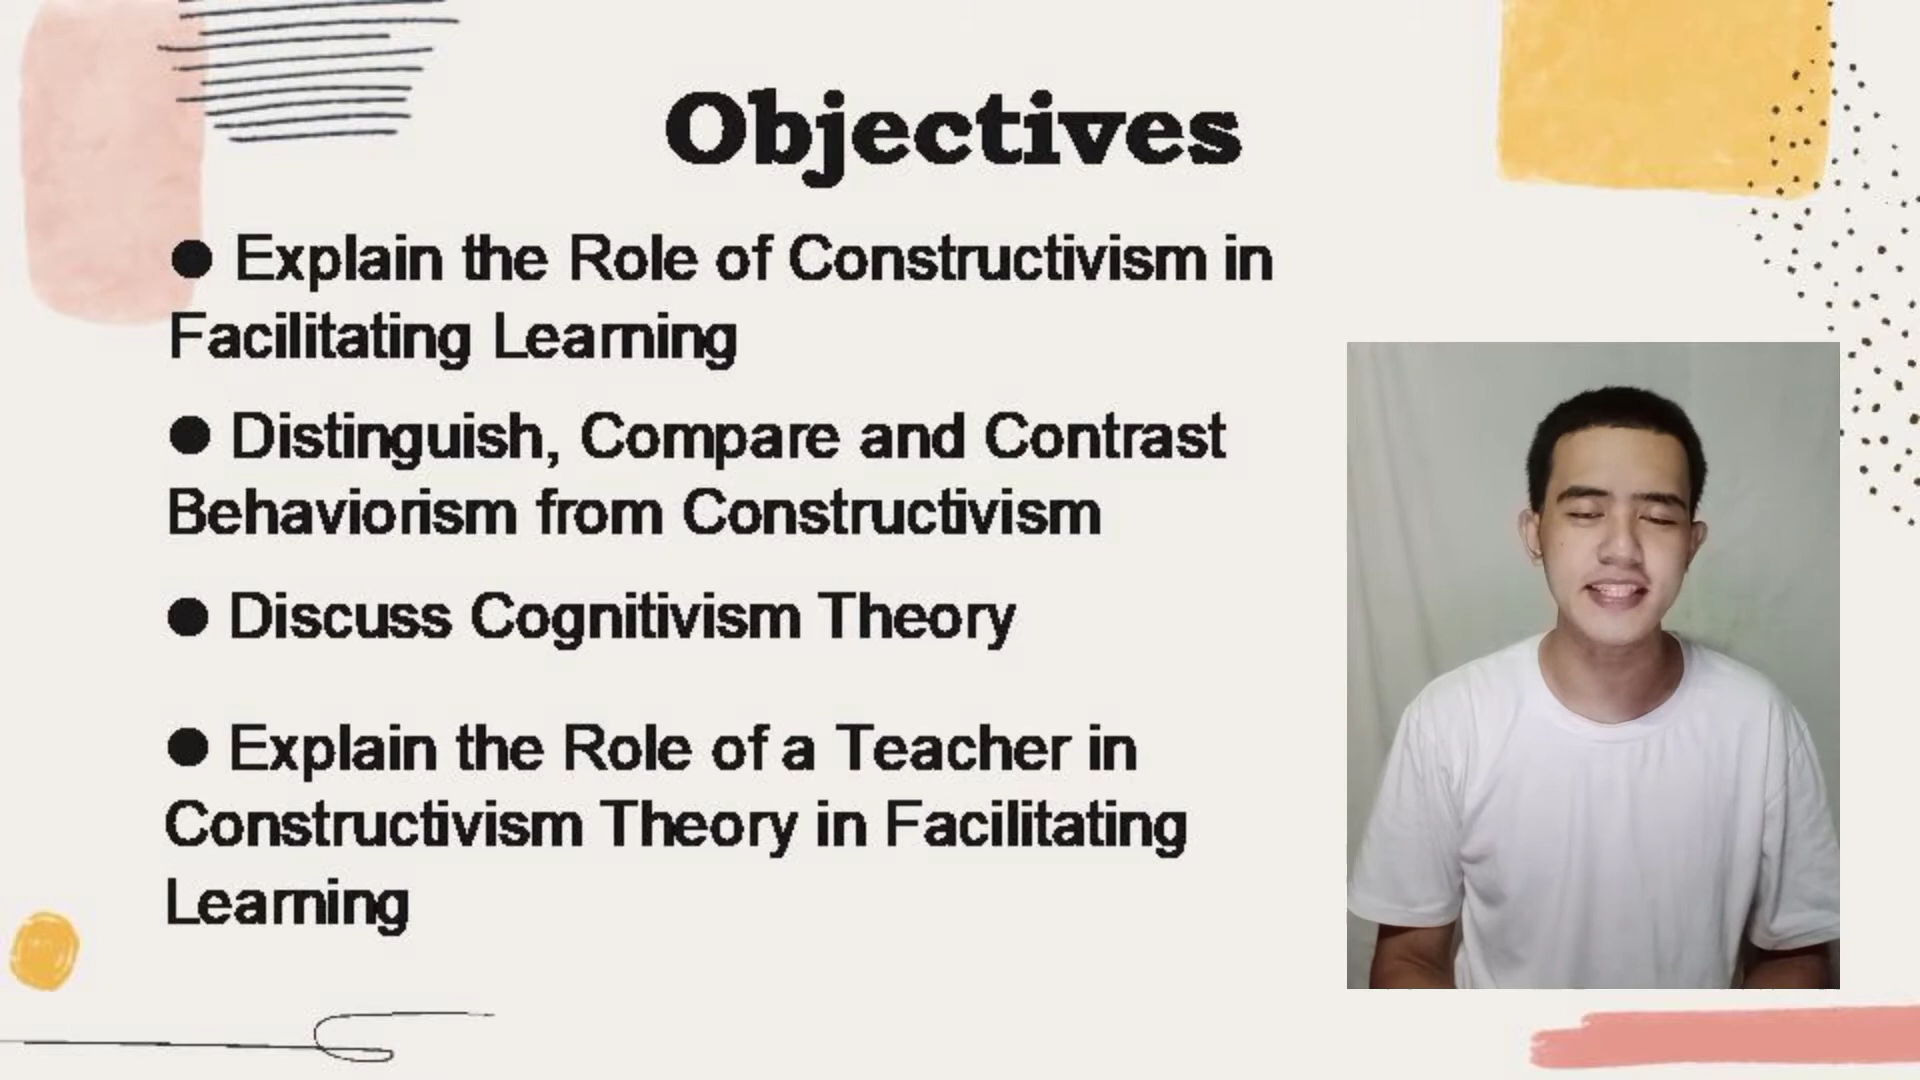 Objectives
● Explain the Role of Constructivism in
Facilitating Learning
● Distinguish, Compare and Contrast
Behaviorism from Constructivism
● Discuss Cognitivism Theory
● Explain the Role of a Teacher in
Constructivism Theory in Facilitating
Learning